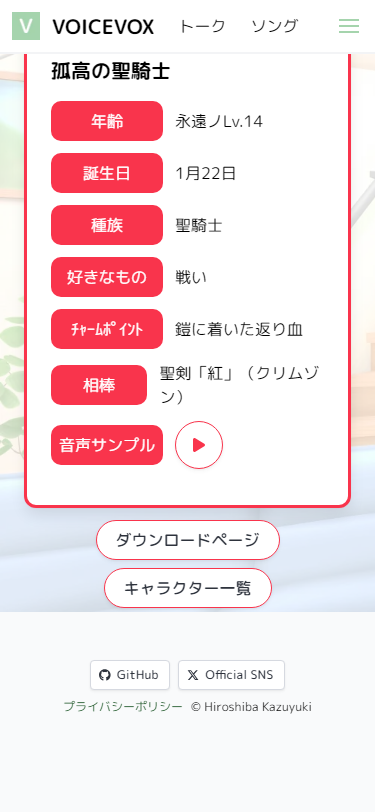 V VOICEVOX トーク ソング
孤高の聖騎士
年齢 永遠ノLv.14
誕生日 1月22日
種族 聖騎士
好きなもの 戦い
ﾁｬｰﾑﾎﾟｲﾝﾄ 鎧に着いた返り血
相棒 聖剣「紅」（クリムゾ
ン）
音声サンプル
ダウンロードページ
キャラクター一覧
GitHub Official SNS
プライバシーポリシー © Hiroshiba Kazuyuki